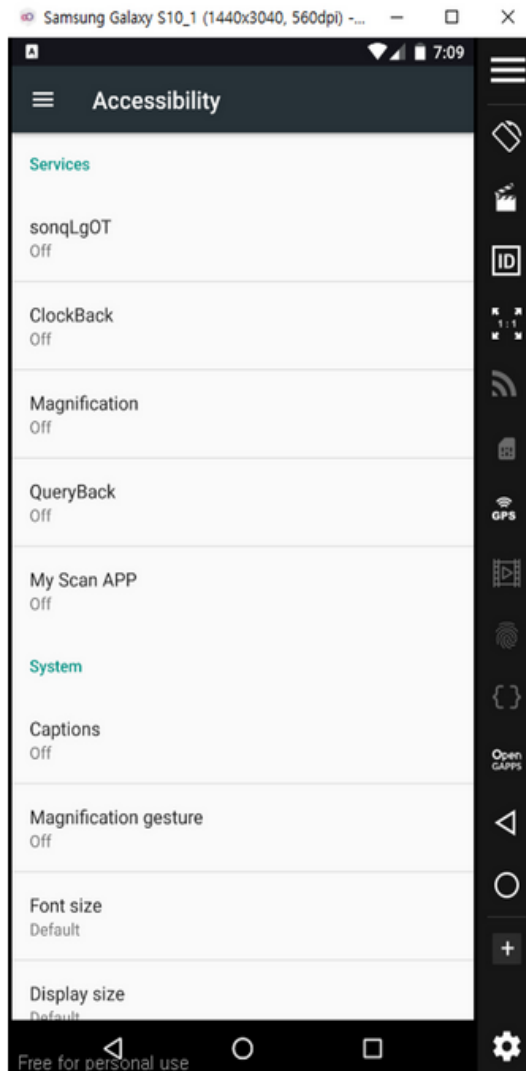 Samsung Galaxy S10_1 (1440x3040, 560dpi) -...
A
7:09
Accessibility
Services
sonqLgOT
Off
ClockBack
Off
Magnification
Off
QueryBack
Off
My Scan APP
Off
System
Captions
Off
Magnification gesture
Off
Font size
Default
Display size
Default
Free for personal use
ID
1:1
GPS
Open
GAPPS